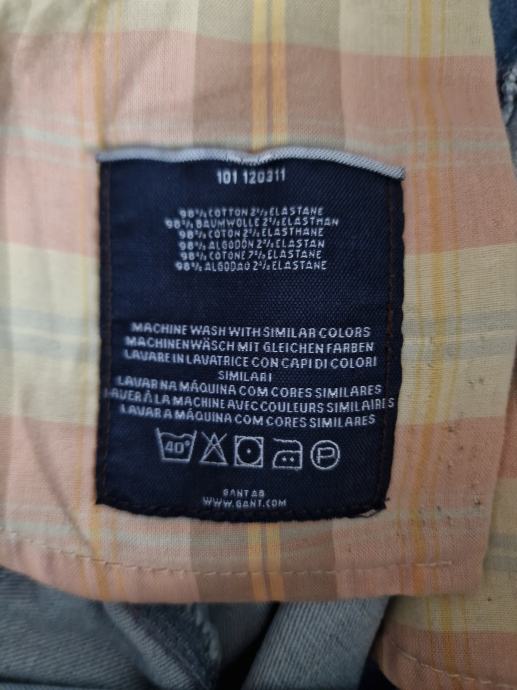 101 120311
98% COTTON 2% ELASTANE
98% BAUMWOLLE 2% ELASTHAN
98% COTON 2% ELASTHANE
98% ALGODON 2% ELASTAN
98% COTONE 2% ELASTANE
98% ALGODAO 2% ELASTANE
MACHINE WASH WITH SIMILAR COLORS
MACHINENWÄSCH MIT GLEICHEN FARBEN
LAVARE IN LAVATRICE CON CAPI DI COLORI
SIMILARI
LAVAR NA MÁQUINA COM CORES SIMILARES
LAVER À LA MACHINE AVEC COULEURS SIMILAIRES
LAVAR A MÁQUINA COM CORES SIMILARES
40° P
GANT AB
WWW.GANT.COM